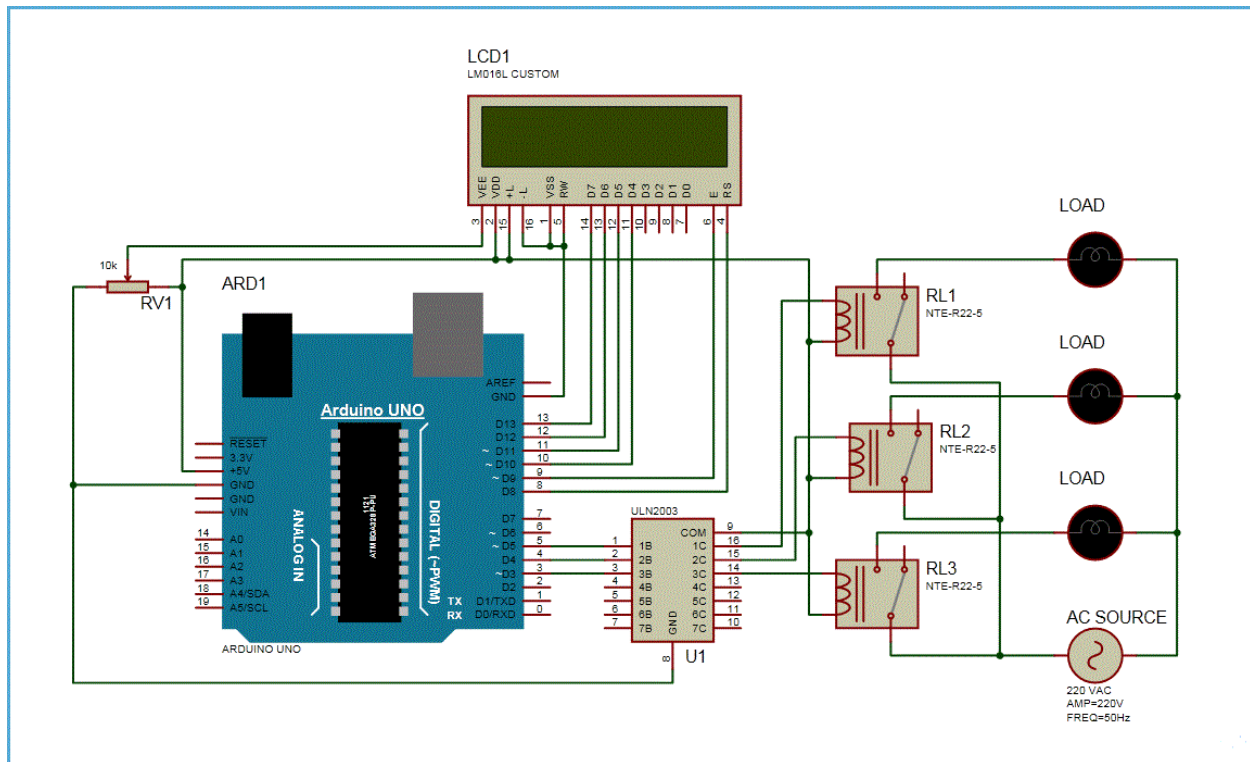 LCD1
LM016L CUSTOM
VEE VDD +L -L VSS RW D7 D6 D5 D4 D3 D2 D1 D0 E RS
3 2 15 16 1 5 14 13 12 11 10 9 8 7 6 4
10k
RV1
ARD1
Arduino UNO
ATMEGA328P-PU
1121
RESET
3.3V
+5V
GND
GND
VIN
14 A0
15 A1
16 A2
17 A3
18 A4/SDA
19 A5/SCL
ANALOG IN
DIGITAL (~PWM)
AREF
GND
D13 13
D12 12
~ D11 11
~ D10 10
~ D9 9
D8 8
D7 7
~ D6 6
~ D5 5
D4 4
~ D3 3
D2 2
TX D1/TXD 1
RX D0/RXD 0
ARDUINO UNO
ULN2003
COM 9
1 1B 1C 16
2 2B 2C 15
3 3B 3C 14
4 4B 4C 13
5 5B 5C 12
6 6B 6C 11
7 7B 7C 10
GND
8
U1
LOAD
RL1
NTE-R22-5
LOAD
RL2
NTE-R22-5
LOAD
RL3
NTE-R22-5
AC SOURCE
220 VAC
AMP=220V
FREQ=50Hz